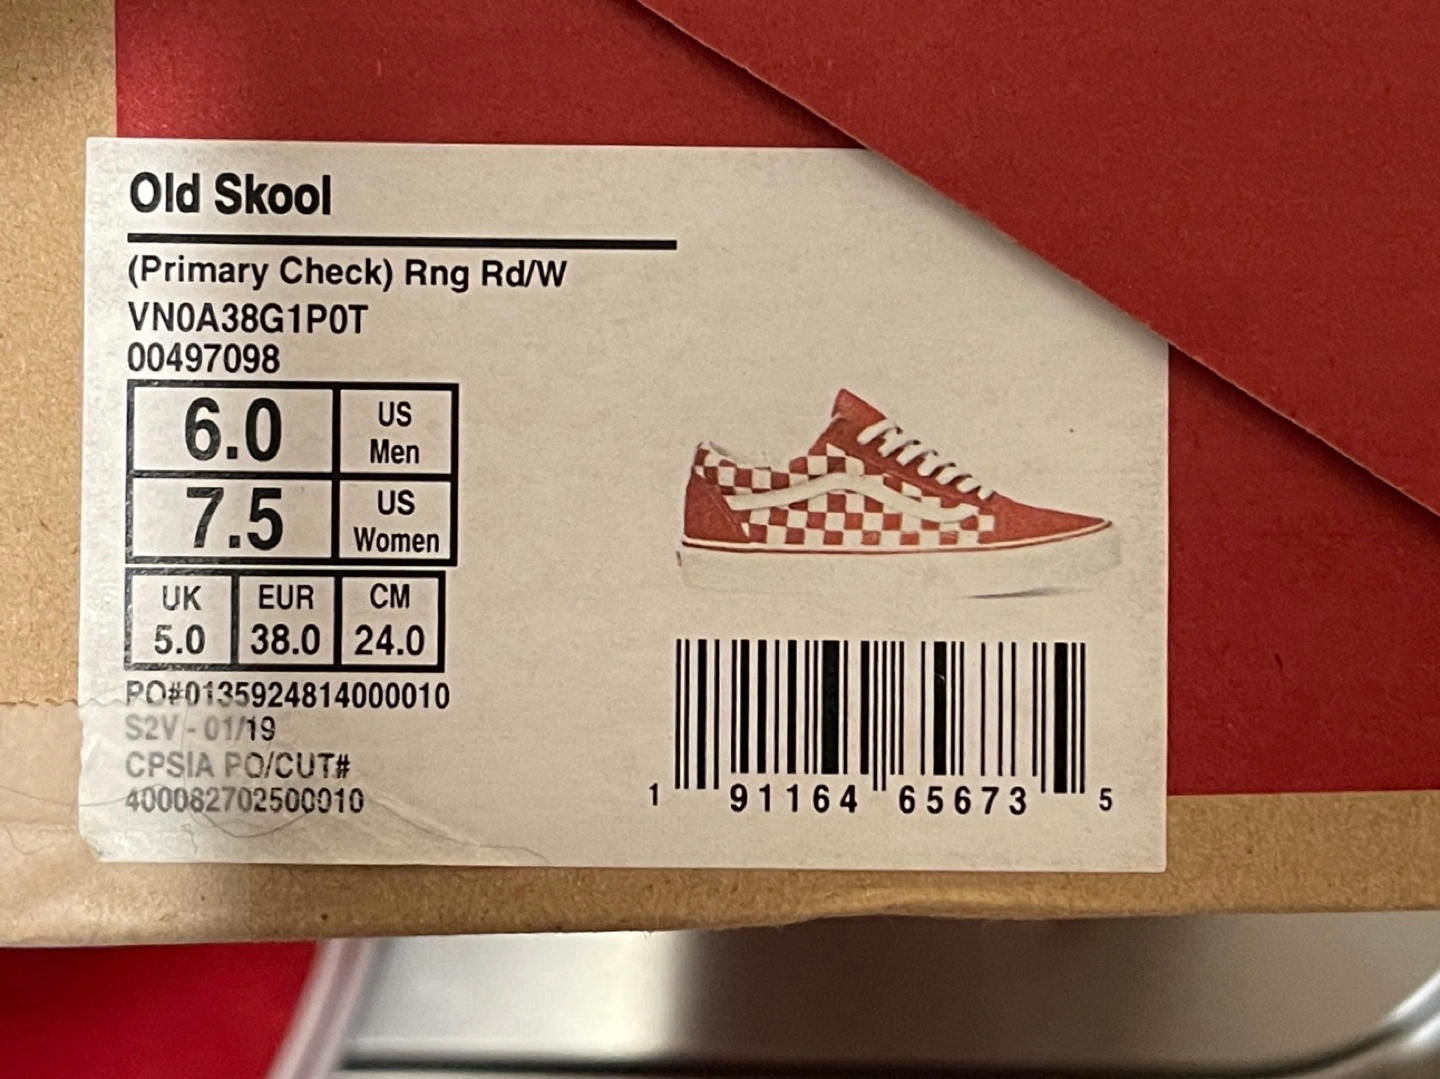 Old Skool
(Primary Check) Rng Rd/W
VN0A38G1P0T
00497098
6.0 US Men
7.5 US Women
UK EUR CM
5.0 38.0 24.0
PO#0135924814000010
S2V - 01/19
CPSIA PO/CUT#
400082702500010
1 91164 65673 5